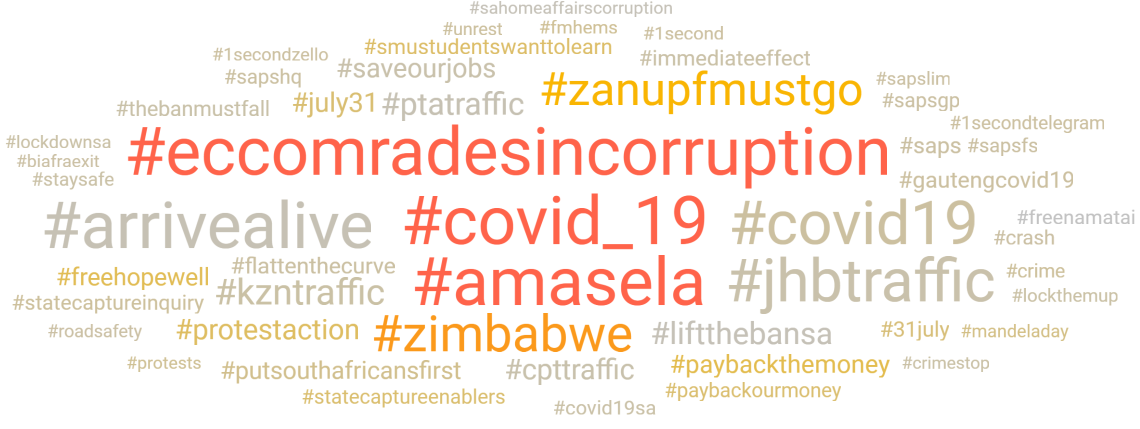 #sahomeaffairscorruption
#unrest #fmhems #1second
#1secondzello #smustudentswanttolearn #immediateeffect
#sapshq #saveourjobs #zanupfmustgo #sapslim
#thebanmustfall #july31 #ptatraffic #sapsgp
#lockdownsa #eccomradesincorruption #1secondtelegram
#biafraexit #saps #sapsfs
#staysafe #gautengcovid19
#arrivealive #covid_19 #covid19 #freenamatai
#crash
#freehopewell #flattenthecurve #amasela #jhbtraffic #crime
#statecaptureinquiry #kzntraffic #lockthemup
#roadsafety #protestaction #zimbabwe #liftthebansa #31july #mandeladay
#protests #putsouthafricansfirst #cpttraffic #paybackthemoney #crimestop
#statecaptureenablers #paybackourmoney
#covid19sa